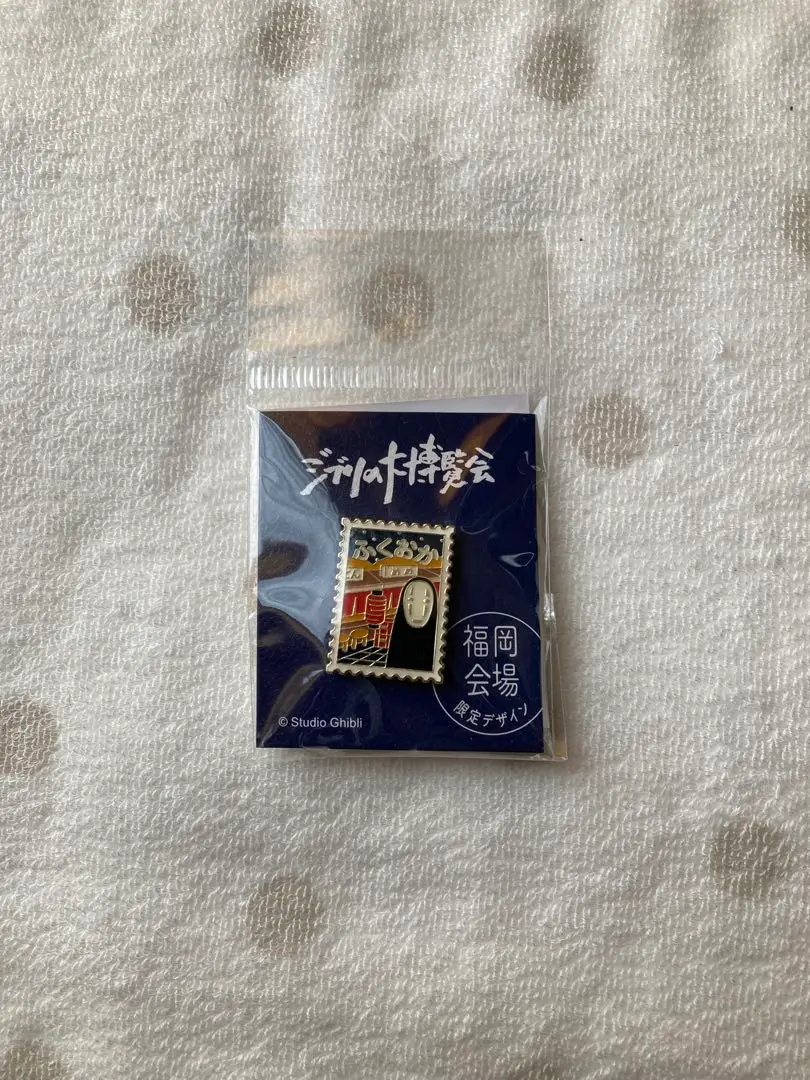 ジブリの大博覧会
ふくおか
福岡
会場
限定デザイン
© Studio Ghibli